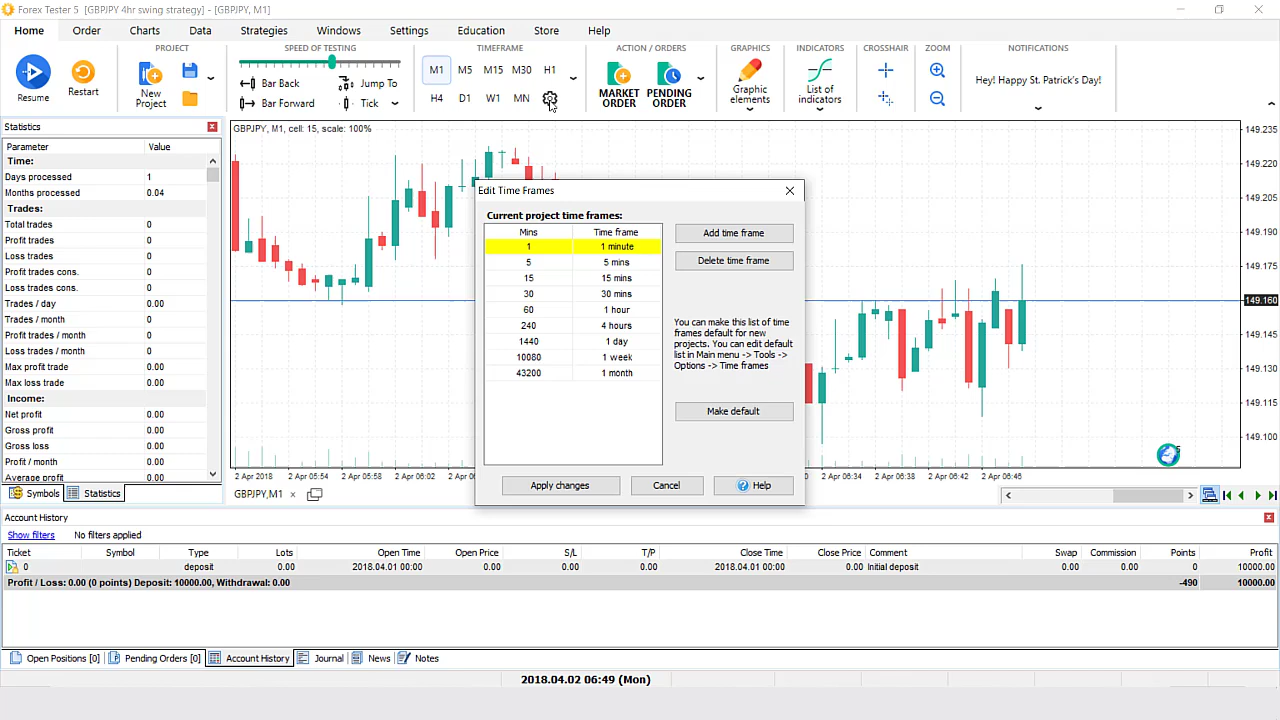 Forex Tester 5 [GBPJPY 4hr swing strategy] - [GBPJPY, M1]
Home Order Charts Data Strategies Windows Settings Education Store Help
PROJECT SPEED OF TESTING TIMEFRAME ACTION / ORDERS GRAPHICS INDICATORS CROSSHAIR ZOOM NOTIFICATIONS
Resume
Restart
New
Project
Bar Back Jump To
Bar Forward Tick
M1 M5 M15 M30 H1
H4 D1 W1 MN
MARKET
ORDER
PENDING
ORDER
Graphic
elements
List of
indicators
Hey! Happy St. Patrick's Day!
Statistics
Parameter Value
Time:
Days processed 1
Months processed 0.04
Trades:
Total trades 0
Profit trades 0
Loss trades 0
Profit trades cons. 0
Loss trades cons. 0
Trades / day 0.00
Trades / month 0.00
Profit trades / month 0.00
Loss trades / month 0.00
Max profit trade 0.00
Max loss trade 0.00
Income:
Net profit 0.00
Gross profit 0.00
Gross loss 0.00
Profit / month 0.00
Average profit 0.00
Symbols Statistics
GBPJPY, M1, cell: 15, scale: 100%
149.235
149.220
149.205
149.190
149.175
149.160
149.145
149.130
149.115
149.100
5
2 Apr 2018 2 Apr 05:54 2 Apr 05:58 2 Apr 06:02 2 Apr 06:34 2 Apr 06:38 2 Apr 06:42 2 Apr 06:46
GBPJPY,M1 ×
Edit Time Frames
Current project time frames:
Mins Time frame
1 1 minute
5 5 mins
15 15 mins
30 30 mins
60 1 hour
240 4 hours
1440 1 day
10080 1 week
43200 1 month
Add time frame
Delete time frame
You can make this list of time
frames default for new
projects. You can edit default
list in Main menu -> Tools ->
Options -> Time frames
Make default
Apply changes Cancel Help
Account History
Show filters No filters applied
Ticket Symbol Type Lots Open Time Open Price S/L T/P Close Time Close Price Comment Swap Commission Points Profit
0 deposit 0.00 2018.04.01 00:00 0.00 0.00 0.00 2018.04.01 00:00 0.00 Initial deposit 0.00 0.00 0 10000.00
Profit / Loss: 0.00 (0 points) Deposit: 10000.00, Withdrawal: 0.00 -490 10000.00
Open Positions [0] Pending Orders [0] Account History Journal News Notes
2018.04.02 06:49 (Mon)